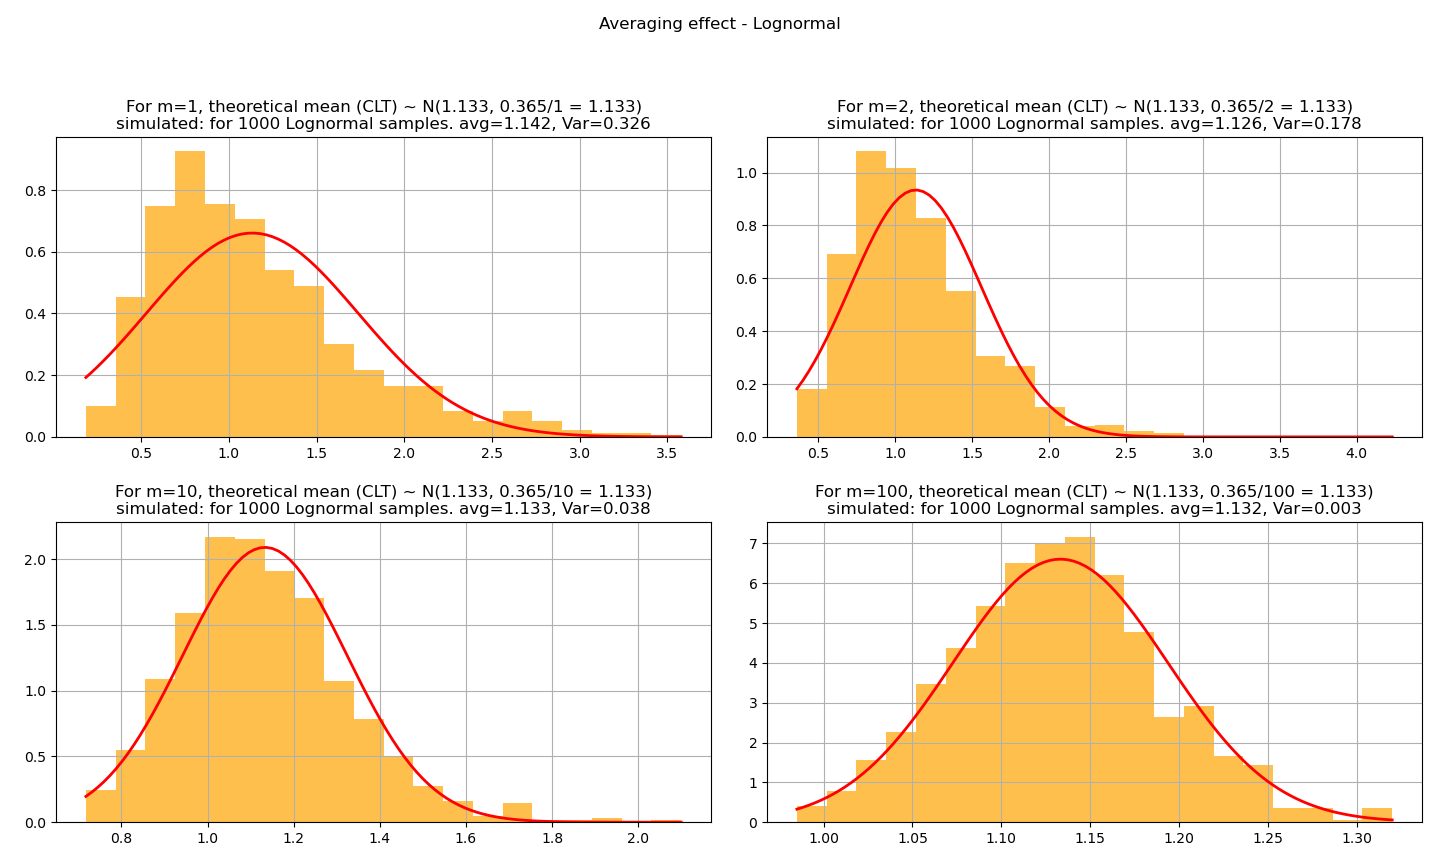 Averaging effect - Lognormal
For m=1, theoretical mean (CLT) ~ N(1.133, 0.365/1 = 1.133)
simulated: for 1000 Lognormal samples. avg=1.142, Var=0.326
0.8
0.6
0.4
0.2
0.0
0.5 1.0 1.5 2.0 2.5 3.0 3.5
For m=2, theoretical mean (CLT) ~ N(1.133, 0.365/2 = 1.133)
simulated: for 1000 Lognormal samples. avg=1.126, Var=0.178
1.0
0.8
0.6
0.4
0.2
0.0
0.5 1.0 1.5 2.0 2.5 3.0 3.5 4.0
For m=10, theoretical mean (CLT) ~ N(1.133, 0.365/10 = 1.133)
simulated: for 1000 Lognormal samples. avg=1.133, Var=0.038
2.0
1.5
1.0
0.5
0.0
0.8 1.0 1.2 1.4 1.6 1.8 2.0
For m=100, theoretical mean (CLT) ~ N(1.133, 0.365/100 = 1.133)
simulated: for 1000 Lognormal samples. avg=1.132, Var=0.003
7
6
5
4
3
2
1
0
1.00 1.05 1.10 1.15 1.20 1.25 1.30